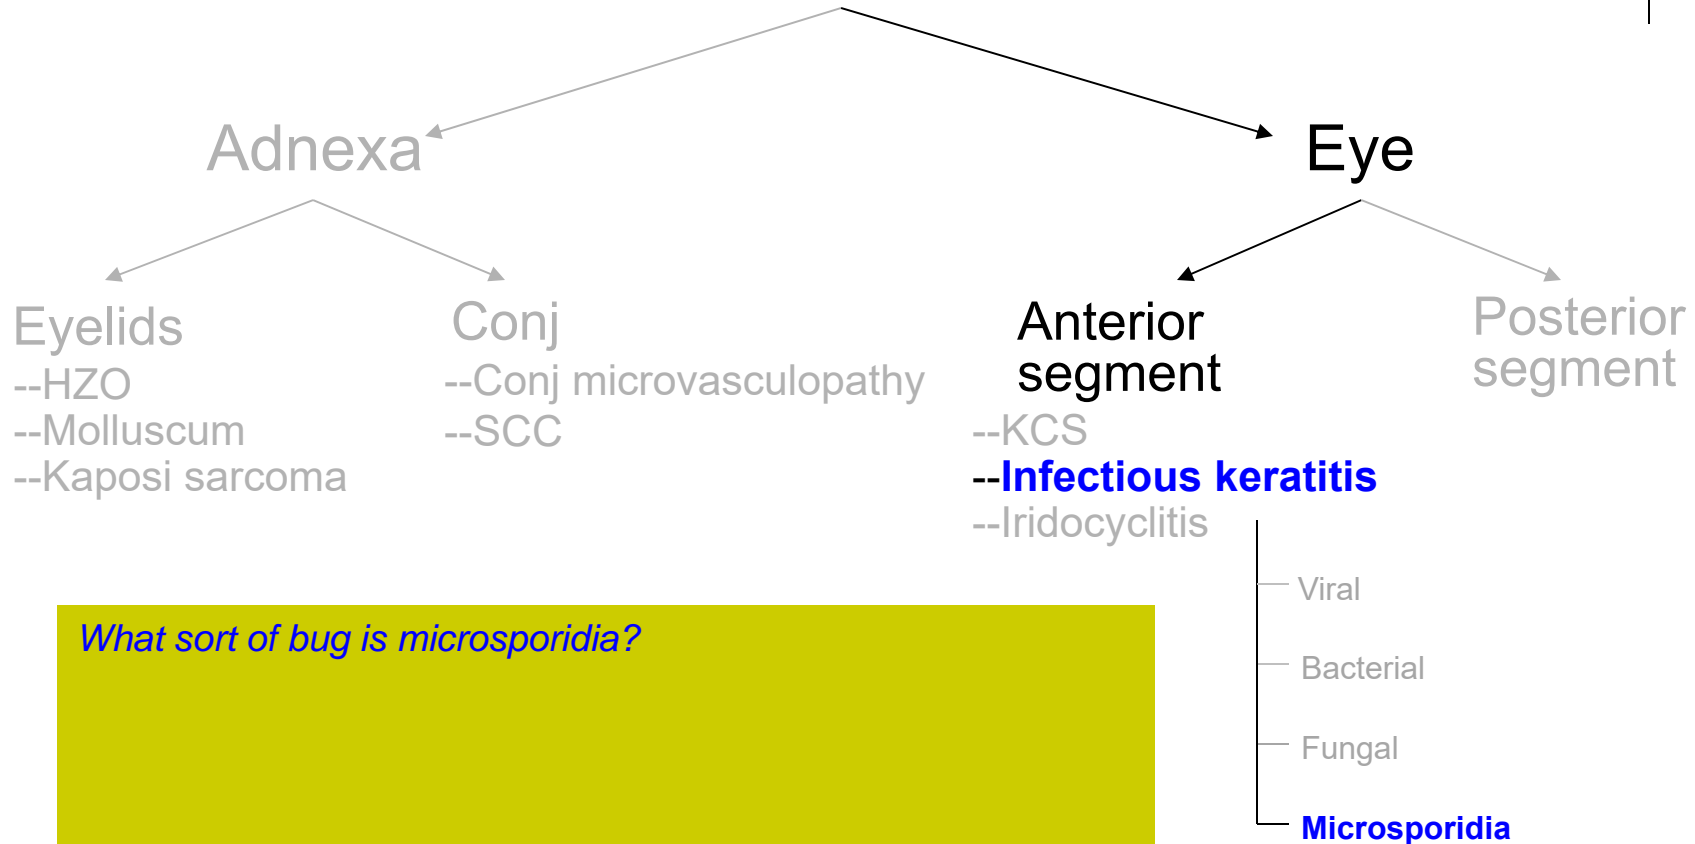 Adnexa
Eye
Eyelids
--HZO
--Molluscum
--Kaposi sarcoma
Conj
--Conj microvasculopathy
--SCC
Anterior
segment
--KCS
--Infectious keratitis
--Iridocyclitis
Posterior
segment
Viral
Bacterial
Fungal
Microsporidia
What sort of bug is microsporidia?